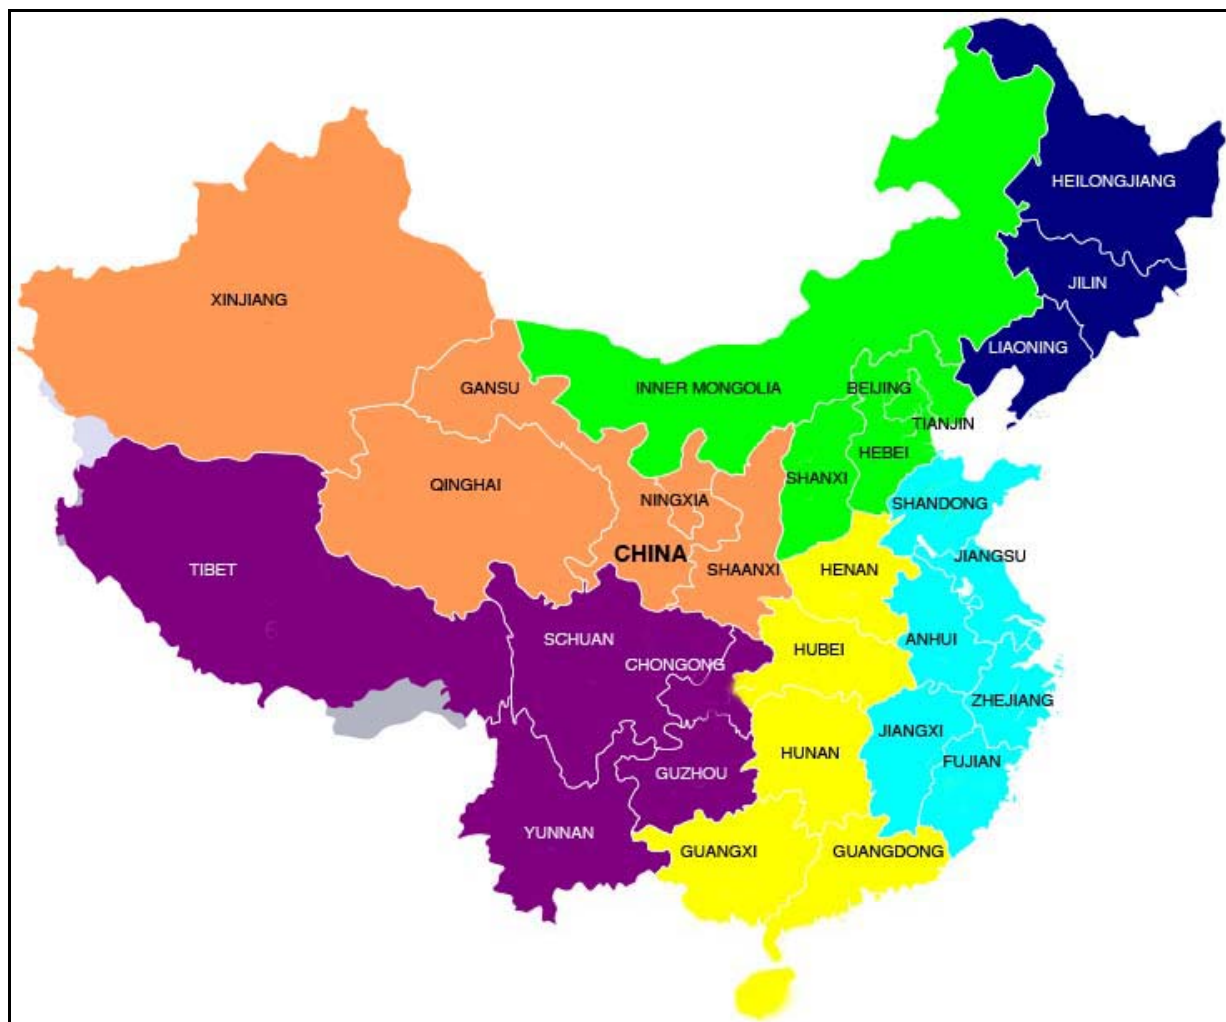 HEILONGJIANG
JILIN
XINJIANG
LIAONING
GANSU
INNER MONGOLIA
BEIJING
TIANJIN
HEBEI
QINGHAI
SHANXI
NINGXIA
SHANDONG
CHINA
JIANGSU
TIBET
SHAANXI
HENAN
6
SCHUAN
ANHUI
HUBEI
CHONGONG
ZHEJIANG
JIANGXI
HUNAN
FUJIAN
GUZHOU
YUNNAN
GUANGXI
GUANGDONG